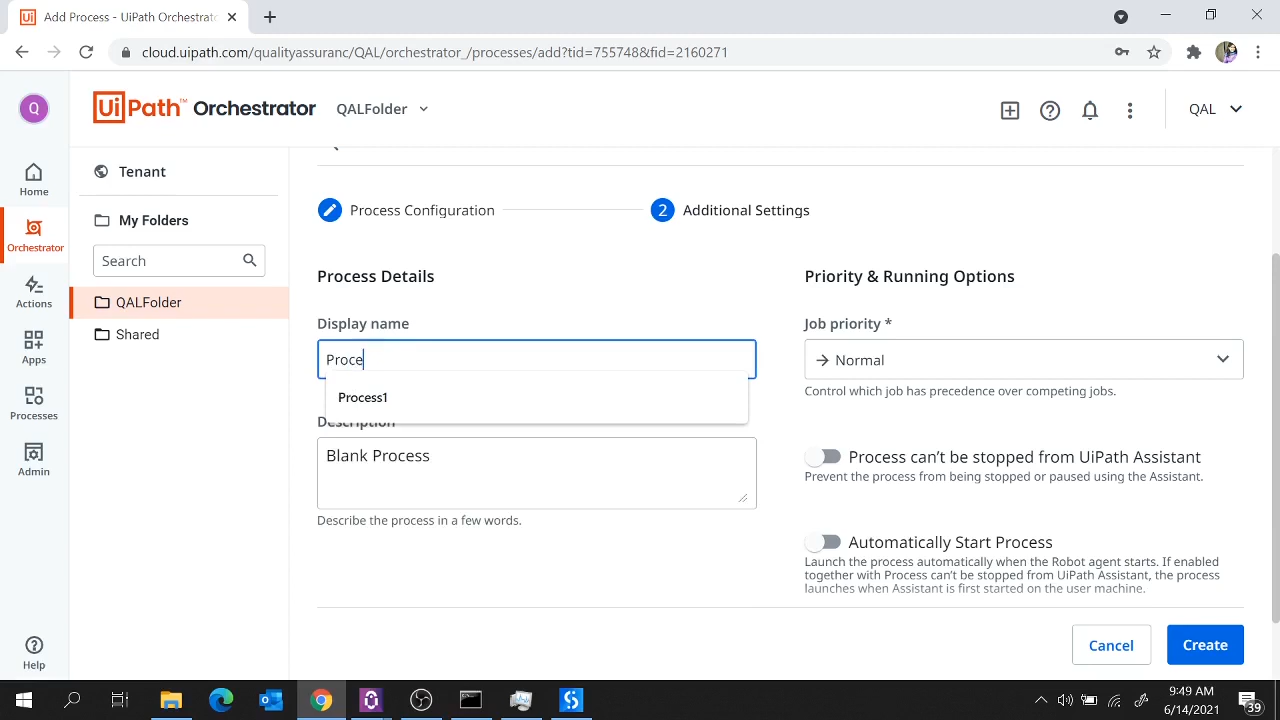 Add Process - UiPath Orchestra
cloud.uipath.com/qualityassuranc/QAL/orchestrator_/processes/add?tid=755748&fid=2160271
Q
UiPath™ Orchestrator
QALFolder
QAL
Home
Orchestrator
Actions
Apps
Processes
Admin
Help
Tenant
My Folders
Search
QALFolder
Shared
Process Configuration
2 Additional Settings
Process Details
Display name
Proce
Process1
Description
Blank Process
Describe the process in a few words.
Priority & Running Options
Job priority *
Normal
Control which job has precedence over competing jobs.
Process can't be stopped from UiPath Assistant
Prevent the process from being stopped or paused using the Assistant.
Automatically Start Process
Launch the process automatically when the Robot agent starts. If enabled
together with Process can't be stopped from UiPath Assistant, the process
launches when Assistant is first started on the user machine.
Cancel
Create
:49 AM
6/14/2021
39